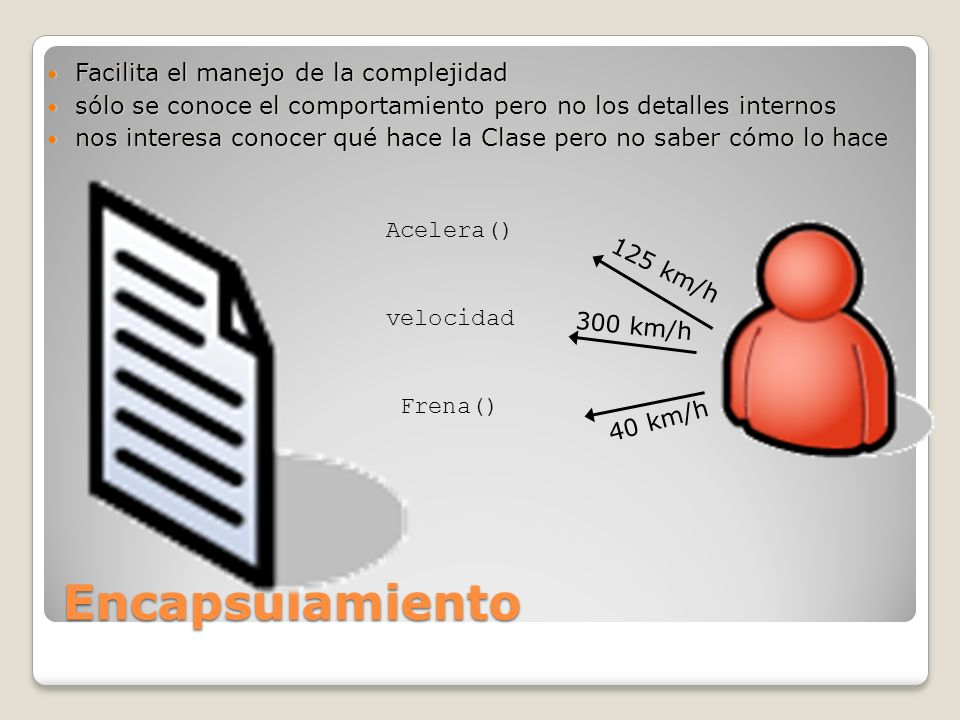 Facilita el manejo de la complejidad
sólo se conoce el comportamiento pero no los detalles internos
nos interesa conocer qué hace la Clase pero no saber cómo lo hace
Acelera()
125 km/h
velocidad
300 km/h
Frena()
40 km/h
Encapsulamiento